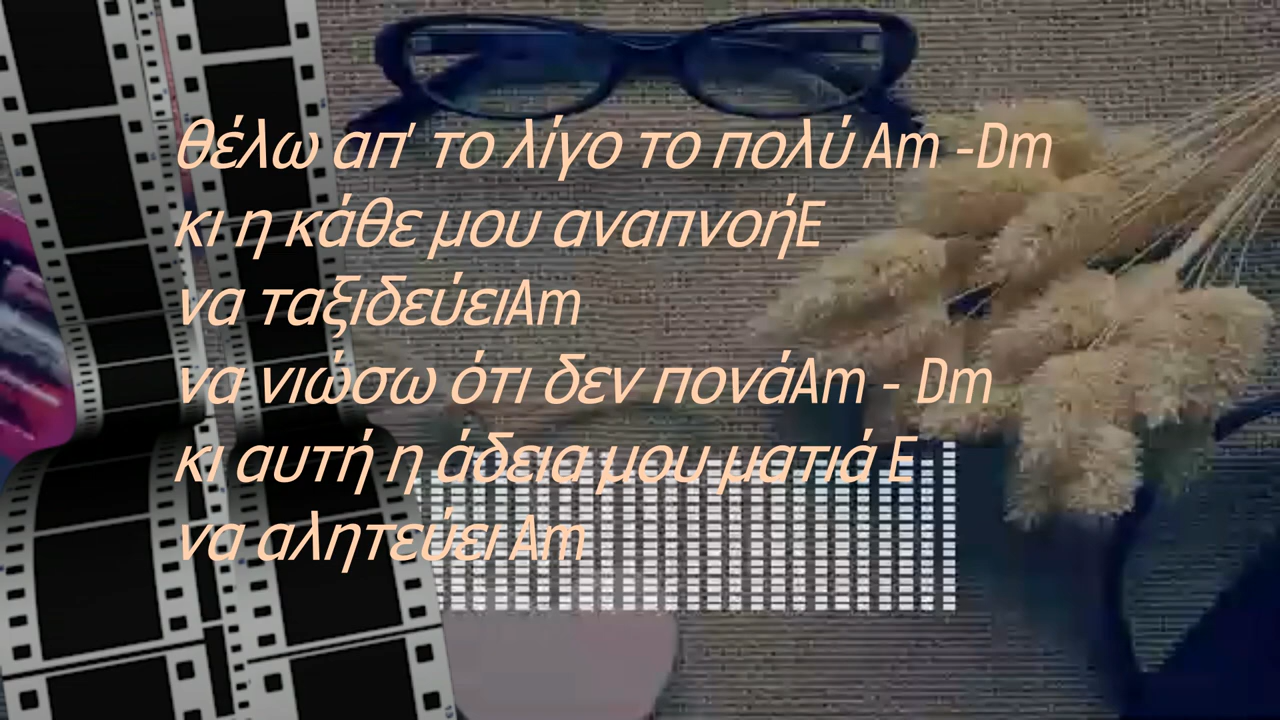 θέλω απ' το λίγο το πολύ Am -Dm
κι η κάθε μου αναπνοήE
να ταξιδεύειAm
να νιώσω ότι δεν πονάAm - Dm
κι αυτή η άδεια μου ματιά E
να αλητεύει Am